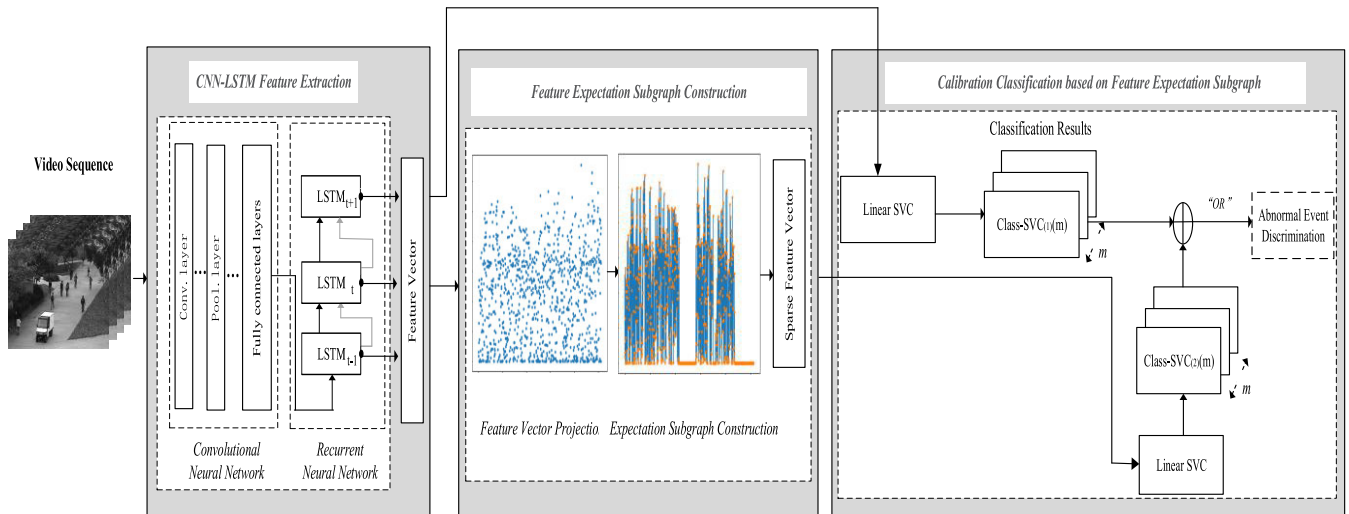 Video Sequence
CNN-LSTM Feature Extraction
Conv. layer
...
Pool. layer
...
Fully connected layers
LSTM t+1
LSTM t
LSTM t-1
Convolutional
Neural Network
Recurrent
Neural Network
Feature Vector
Feature Expectation Subgraph Construction
Feature Vector Projectio.
Expectation Subgraph Construction
Sparse Feature Vector
Calibration Classification based on Feature Expectation Subgraph
Classification Results
Linear SVC
Class-SVC(1)(m)
m
“OR”
Abnormal Event
Discrimination
Class-SVC(2)(m)
m
Linear SVC